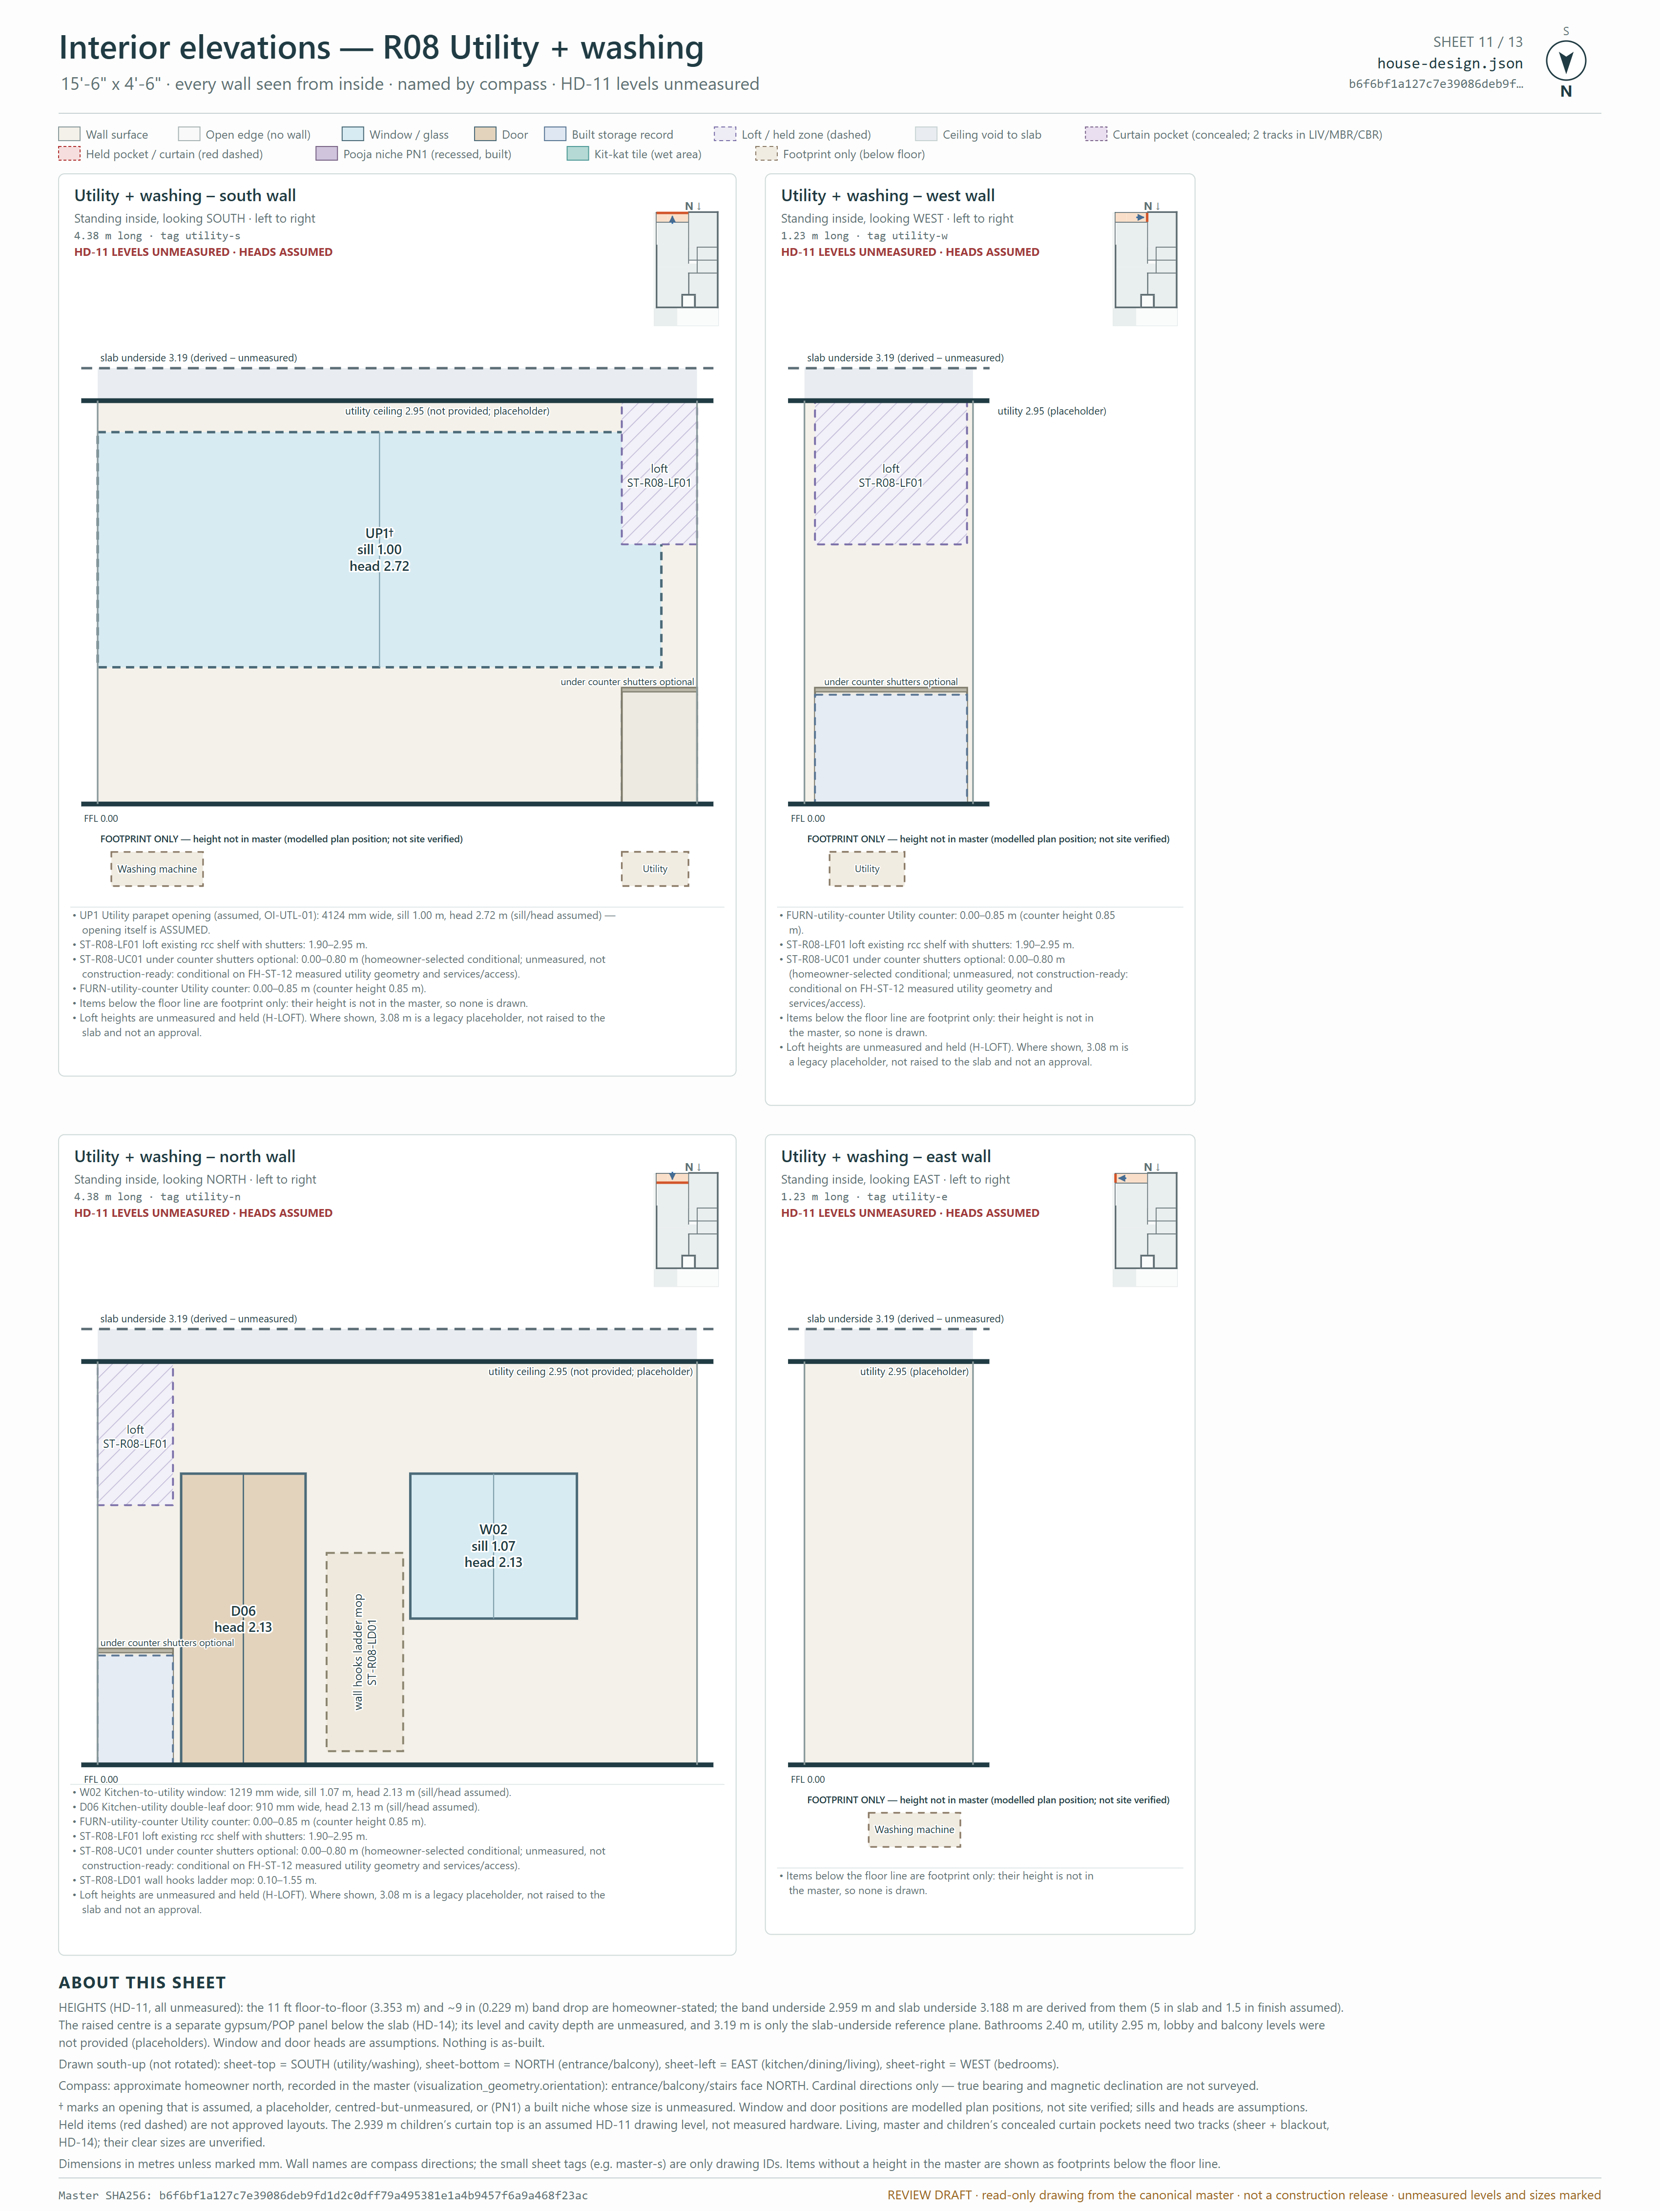 Interior elevations — R08 Utility + washing
15'-6" x 4'-6" · every wall seen from inside · named by compass · HD-11 levels unmeasured
SHEET 11 / 13
house-design.json
b6f6bf1a127c7e39086deb9f…
S
N
Wall surface
Open edge (no wall)
Window / glass
Door
Built storage record
Loft / held zone (dashed)
Ceiling void to slab
Curtain pocket (concealed; 2 tracks in LIV/MBR/CBR)
Held pocket / curtain (red dashed)
Pooja niche PN1 (recessed, built)
Kit-kat tile (wet area)
Footprint only (below floor)
Utility + washing – south wall
Standing inside, looking SOUTH · left to right
4.38 m long · tag utility-s
HD-11 LEVELS UNMEASURED · HEADS ASSUMED
N ↓
slab underside 3.19 (derived – unmeasured)
utility ceiling 2.95 (not provided; placeholder)
loft
ST-R08-LF01
UP1†
sill 1.00
head 2.72
under counter shutters optional
FFL 0.00
FOOTPRINT ONLY — height not in master (modelled plan position; not site verified)
Washing machine
Utility
• UP1 Utility parapet opening (assumed, OI-UTL-01): 4124 mm wide, sill 1.00 m, head 2.72 m (sill/head assumed) —
opening itself is ASSUMED.
• ST-R08-LF01 loft existing rcc shelf with shutters: 1.90–2.95 m.
• ST-R08-UC01 under counter shutters optional: 0.00–0.80 m (homeowner-selected conditional; unmeasured, not
construction-ready: conditional on FH-ST-12 measured utility geometry and services/access).
• FURN-utility-counter Utility counter: 0.00–0.85 m (counter height 0.85 m).
• Items below the floor line are footprint only: their height is not in the master, so none is drawn.
• Loft heights are unmeasured and held (H-LOFT). Where shown, 3.08 m is a legacy placeholder, not raised to the
slab and not an approval.
Utility + washing – west wall
Standing inside, looking WEST · left to right
1.23 m long · tag utility-w
HD-11 LEVELS UNMEASURED · HEADS ASSUMED
N ↓
slab underside 3.19 (derived – unmeasured)
utility 2.95 (placeholder)
loft
ST-R08-LF01
under counter shutters optional
FFL 0.00
FOOTPRINT ONLY — height not in master (modelled plan position; not site verified)
Utility
• FURN-utility-counter Utility counter: 0.00–0.85 m (counter height 0.85
m).
• ST-R08-LF01 loft existing rcc shelf with shutters: 1.90–2.95 m.
• ST-R08-UC01 under counter shutters optional: 0.00–0.80 m
(homeowner-selected conditional; unmeasured, not construction-ready:
conditional on FH-ST-12 measured utility geometry and
services/access).
• Items below the floor line are footprint only: their height is not in
the master, so none is drawn.
• Loft heights are unmeasured and held (H-LOFT). Where shown, 3.08 m is
a legacy placeholder, not raised to the slab and not an approval.
Utility + washing – north wall
Standing inside, looking NORTH · left to right
4.38 m long · tag utility-n
HD-11 LEVELS UNMEASURED · HEADS ASSUMED
N ↓
slab underside 3.19 (derived – unmeasured)
utility ceiling 2.95 (not provided; placeholder)
loft
ST-R08-LF01
W02
sill 1.07
head 2.13
D06
head 2.13
wall hooks ladder mop
ST-R08-LD01
under counter shutters optional
FFL 0.00
• W02 Kitchen-to-utility window: 1219 mm wide, sill 1.07 m, head 2.13 m (sill/head assumed).
• D06 Kitchen-utility double-leaf door: 910 mm wide, head 2.13 m (sill/head assumed).
• FURN-utility-counter Utility counter: 0.00–0.85 m (counter height 0.85 m).
• ST-R08-LF01 loft existing rcc shelf with shutters: 1.90–2.95 m.
• ST-R08-UC01 under counter shutters optional: 0.00–0.80 m (homeowner-selected conditional; unmeasured, not
construction-ready: conditional on FH-ST-12 measured utility geometry and services/access).
• ST-R08-LD01 wall hooks ladder mop: 0.10–1.55 m.
• Loft heights are unmeasured and held (H-LOFT). Where shown, 3.08 m is a legacy placeholder, not raised to the
slab and not an approval.
Utility + washing – east wall
Standing inside, looking EAST · left to right
1.23 m long · tag utility-e
HD-11 LEVELS UNMEASURED · HEADS ASSUMED
N ↓
slab underside 3.19 (derived – unmeasured)
utility 2.95 (placeholder)
FFL 0.00
FOOTPRINT ONLY — height not in master (modelled plan position; not site verified)
Washing machine
• Items below the floor line are footprint only: their height is not in
the master, so none is drawn.
ABOUT THIS SHEET
HEIGHTS (HD-11, all unmeasured): the 11 ft floor-to-floor (3.353 m) and ~9 in (0.229 m) band drop are homeowner-stated; the band underside 2.959 m and slab underside 3.188 m are derived from them (5 in slab and 1.5 in finish assumed).
The raised centre is a separate gypsum/POP panel below the slab (HD-14); its level and cavity depth are unmeasured, and 3.19 m is only the slab-underside reference plane. Bathrooms 2.40 m, utility 2.95 m, lobby and balcony levels were
not provided (placeholders). Window and door heads are assumptions. Nothing is as-built.
Drawn south-up (not rotated): sheet-top = SOUTH (utility/washing), sheet-bottom = NORTH (entrance/balcony), sheet-left = EAST (kitchen/dining/living), sheet-right = WEST (bedrooms).
Compass: approximate homeowner north, recorded in the master (visualization_geometry.orientation): entrance/balcony/stairs face NORTH. Cardinal directions only — true bearing and magnetic declination are not surveyed.
† marks an opening that is assumed, a placeholder, centred-but-unmeasured, or (PN1) a built niche whose size is unmeasured. Window and door positions are modelled plan positions, not site verified; sills and heads are assumptions.
Held items (red dashed) are not approved layouts. The 2.939 m children's curtain top is an assumed HD-11 drawing level, not measured hardware. Living, master and children's concealed curtain pockets need two tracks (sheer + blackout,
HD-14); their clear sizes are unverified.
Dimensions in metres unless marked mm. Wall names are compass directions; the small sheet tags (e.g. master-s) are only drawing IDs. Items without a height in the master are shown as footprints below the floor line.
Master SHA256: b6f6bf1a127c7e39086deb9fd1d2c0dff79a495381e1a4b9457f6a9a468f23ac
REVIEW DRAFT · read-only drawing from the canonical master · not a construction release · unmeasured levels and sizes marked